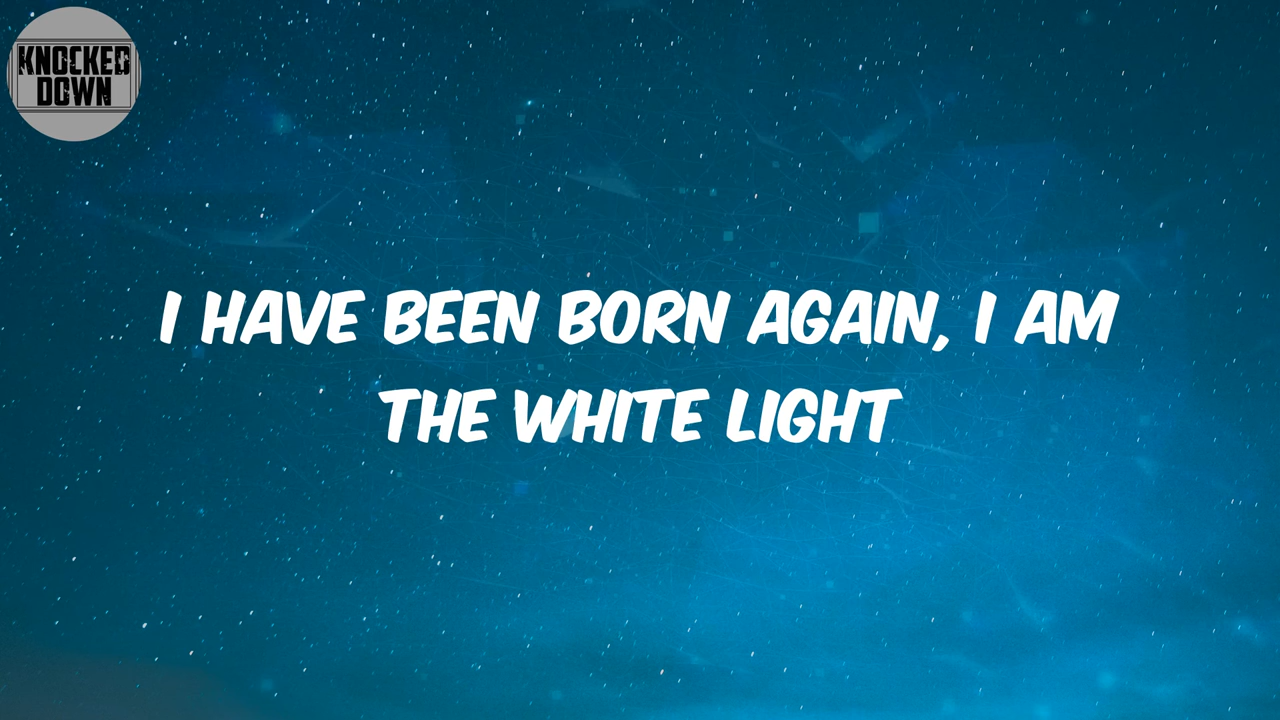 KNOCKED
DOWN
I HAVE BEEN BORN AGAIN, I AM
THE WHITE LIGHT